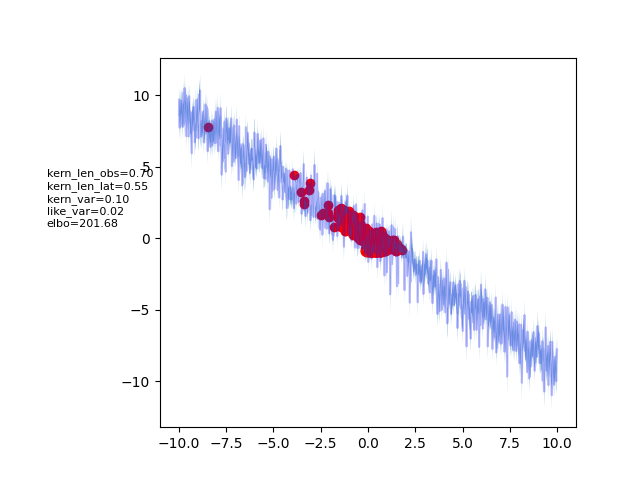 10
5
0
−5
−10
kern_len_obs=0.70
kern_len_lat=0.55
kern_var=0.10
like_var=0.02
elbo=201.68
−10.0 −7.5 −5.0 −2.5 0.0 2.5 5.0 7.5 10.0